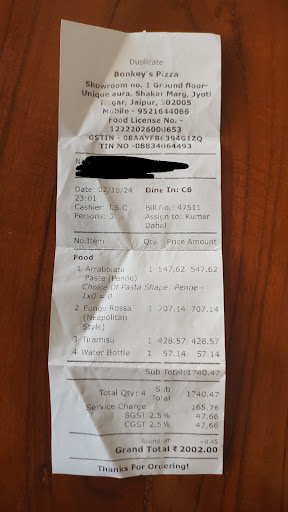 Duplicate
Bonkey's Pizza
Showroom no. 1 Ground floor-
Unique aura, Shakar Marg, Jyoti
Nagar, Jaipur, 302005
Mobile - 9521644066
Food License No. -
12222026000653
GSTIN - 08AAYFB6394G1ZQ
TIN NO -08834064493
Date: 02/10/24 Dine In: C6
23:01
Cashier: T.S.C Bill No.: 47511
Persons: 3 Assign to: Kumar
Dahal
No.Item Qty. Price Amount
Food
1 Arrabbiata 1 547.62 547.62
Pasta (Penne)
Choice Of Pasta Shape: Penne -
1x0 = 0
2 Fungo Rossa 1 707.14 707.14
(Neapolitan
Style)
3 Tiramisu 1 428.57 428.57
4 Water Bottle 1 57.14 57.14
Sub Total:1740.47
Total Qty: 4 Sub 1740.47
Total
Service Charge 165.76
SGST 2.5% 47.66
CGST 2.5% 47.66
Round off -0.45
Grand Total ₹ 2002.00
Thanks For Ordering!